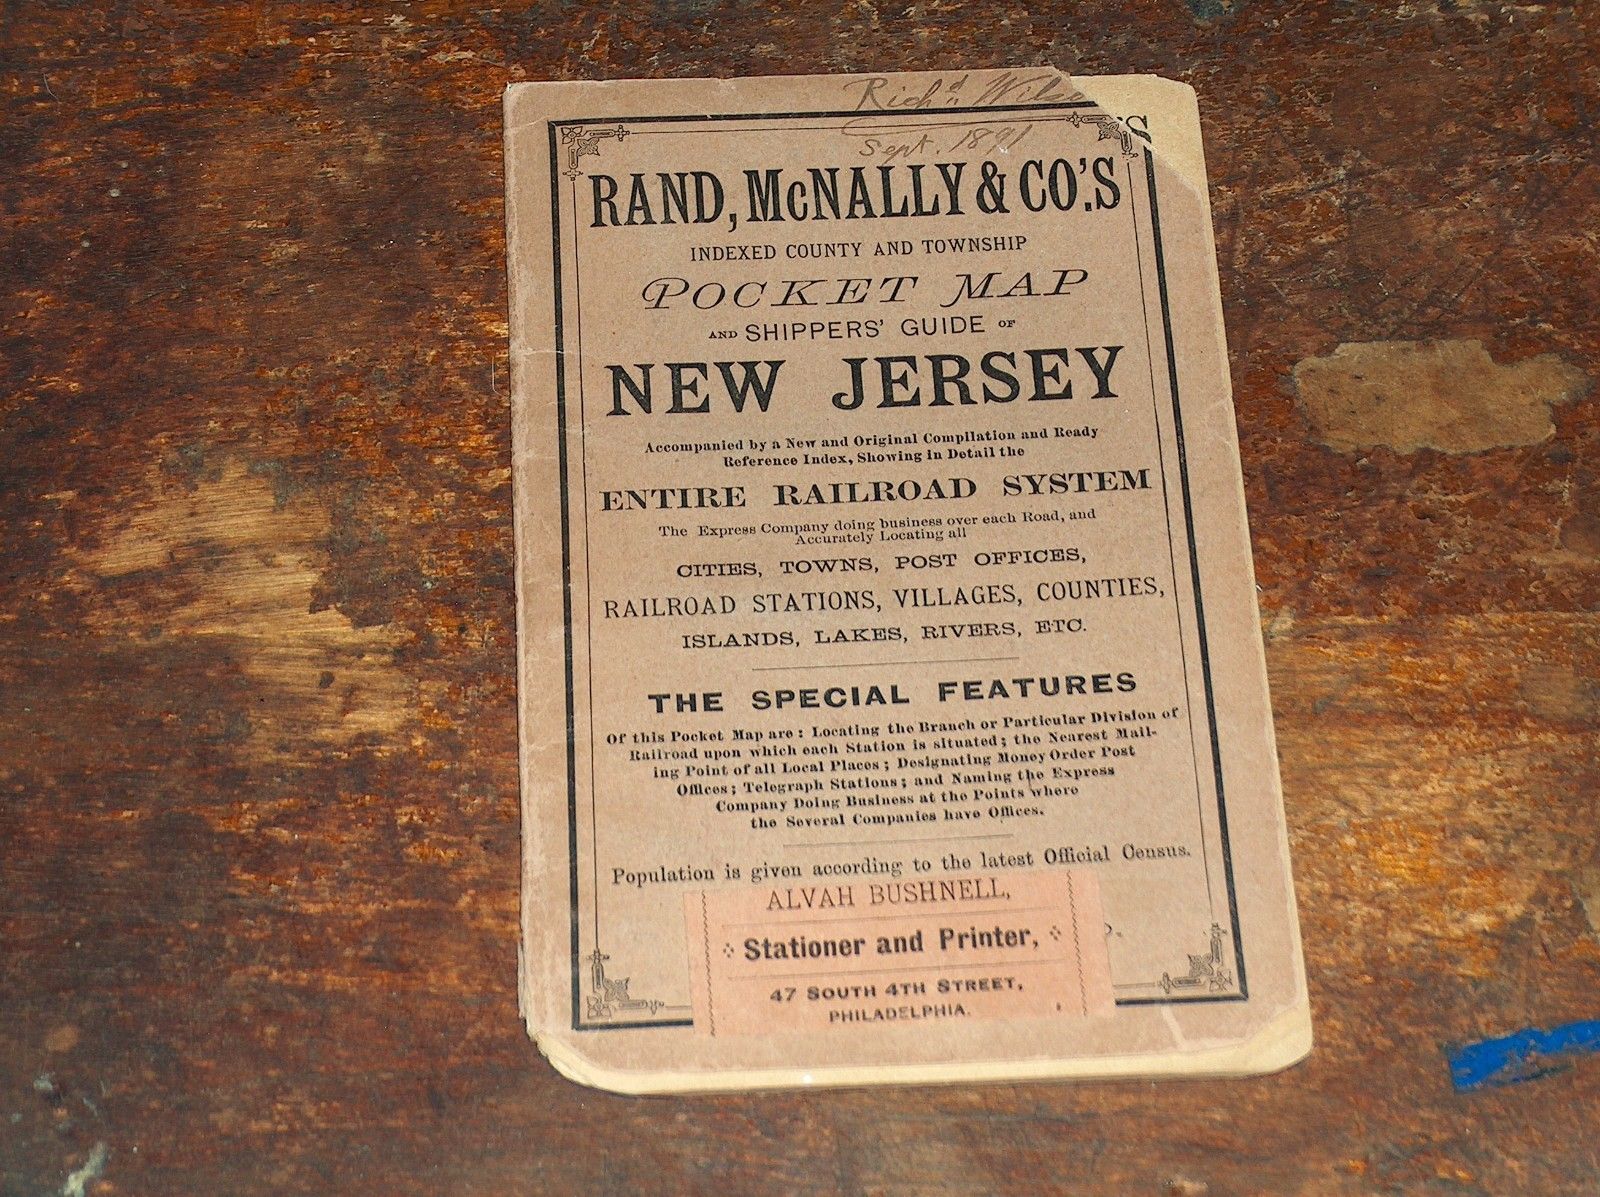 Rich'd
Sept. 1891
'S
RAND, McNALLY & CO.'S
INDEXED COUNTY AND TOWNSHIP
POCKET MAP
AND SHIPPERS' GUIDE OF
NEW JERSEY
Accompanied by a New and Original Compilation and Ready
Reference Index, Showing in Detail the
ENTIRE RAILROAD SYSTEM
The Express Company doing business over each Road, and
Accurately Locating all
CITIES, TOWNS, POST OFFICES,
RAILROAD STATIONS, VILLAGES, COUNTIES,
ISLANDS, LAKES, RIVERS, ETC.
THE SPECIAL FEATURES
Of this Pocket Map are: Locating the Branch or Particular Division of
Railroad upon which each Station is situated; the Nearest Mail-
ing Point of all Local Places; Designating Money Order Post
Offices; Telegraph Stations; and Naming the Express
Company Doing Business at the Points where
the Several Companies have Offices.
Population is given according to the latest Official Census.
ALVAH BUSHNELL,
Stationer and Printer,
47 SOUTH 4TH STREET,
PHILADELPHIA.